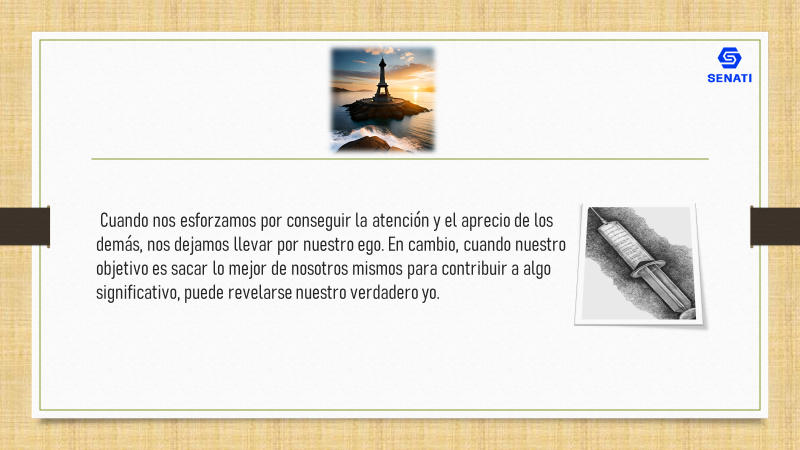 SENATI
Cuando nos esforzamos por conseguir la atención y el aprecio de los
demás, nos dejamos llevar por nuestro ego. En cambio, cuando nuestro
objetivo es sacar lo mejor de nosotros mismos para contribuir a algo
significativo, puede revelarse nuestro verdadero yo.